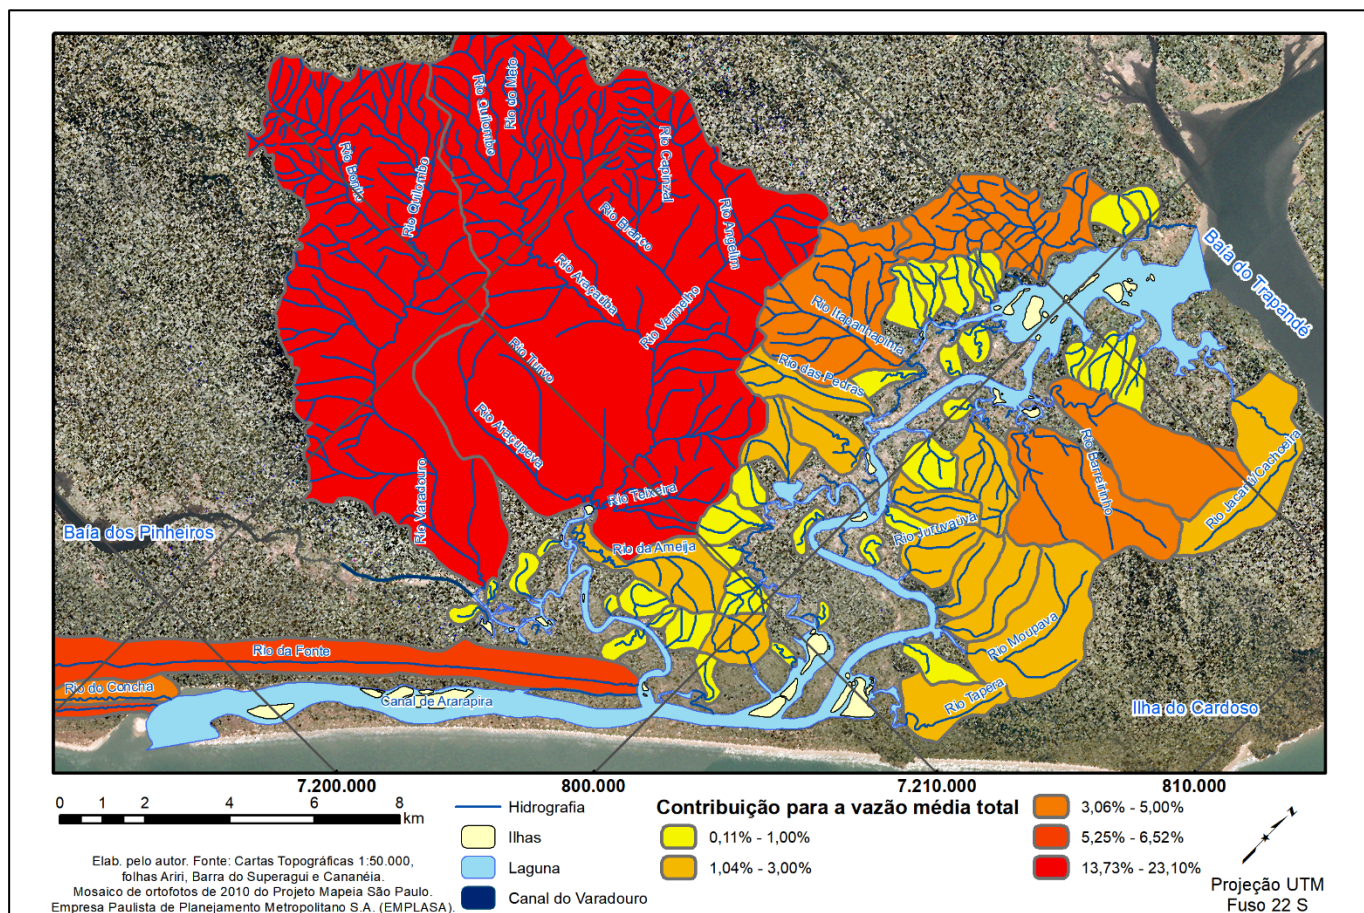 Rio Bonito
Rio Quilombo
Rio Quilombo
Rio do Meio
Rio Capinzal
Rio Branco
Rio Angelim
Rio Araçaúba
Rio Vermelho
Rio Turvo
Rio Araçupeva
Rio Varadouro
Rio Teixeira
Rio da Ameija
Rio Itapanhapima
Rio das Pedras
Baía do Trapandé
Rio Barreirinho
Rio Jacariú/Cachoeira
Rio Juruvaúva
Rio Moupava
Rio Tapera
Ilha do Cardoso
Baía dos Pinheiros
Rio da Fonte
Rio do Concha
Canal de Ararapira
7.200.000
800.000
7.210.000
810.000
0 1 2 4 6 8
km
Elab. pelo autor. Fonte: Cartas Topográficas 1:50.000,
folhas Ariri, Barra do Superagui e Cananéia.
Mosaico de ortofotos de 2010 do Projeto Mapeia São Paulo.
Empresa Paulista de Planejamento Metropolitano S.A. (EMPLASA).
Hidrografia
Ilhas
Laguna
Canal do Varadouro
Contribuição para a vazão média total
0,11% - 1,00%
1,04% - 3,00%
3,06% - 5,00%
5,25% - 6,52%
13,73% - 23,10%
N
Projeção UTM
Fuso 22 S